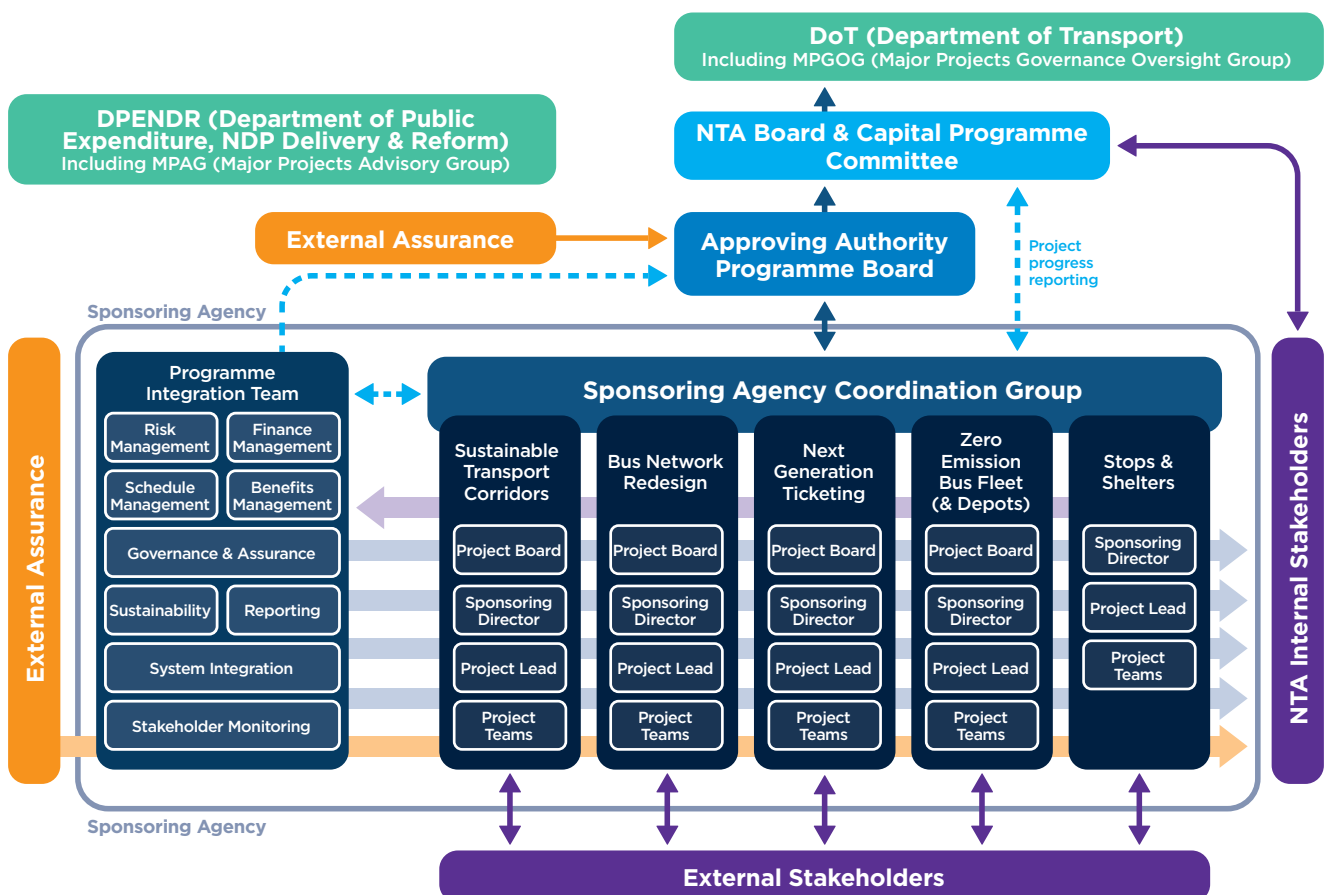 DoT (Department of Transport)
Including MPGOG (Major Projects Governance Oversight Group)
DPENDR (Department of Public
Expenditure, NDP Delivery & Reform)
Including MPAG (Major Projects Advisory Group)
NTA Board & Capital Programme
Committee
External Assurance
Approving Authority
Programme Board
Project
progress
reporting
Sponsoring Agency
External Assurance
Programme
Integration Team
Risk
Management
Finance
Management
Schedule
Management
Benefits
Management
Governance & Assurance
Sustainability
Reporting
System Integration
Stakeholder Monitoring
Sponsoring Agency Coordination Group
Sustainable
Transport
Corridors
Project Board
Sponsoring
Director
Project Lead
Project
Teams
Bus Network
Redesign
Project Board
Sponsoring
Director
Project Lead
Project
Teams
Next
Generation
Ticketing
Project Board
Sponsoring
Director
Project Lead
Project
Teams
Zero
Emission
Bus Fleet
(& Depots)
Project Board
Sponsoring
Director
Project Lead
Project
Teams
Stops &
Shelters
Sponsoring
Director
Project Lead
Project
Teams
NTA Internal Stakeholders
Sponsoring Agency
External Stakeholders